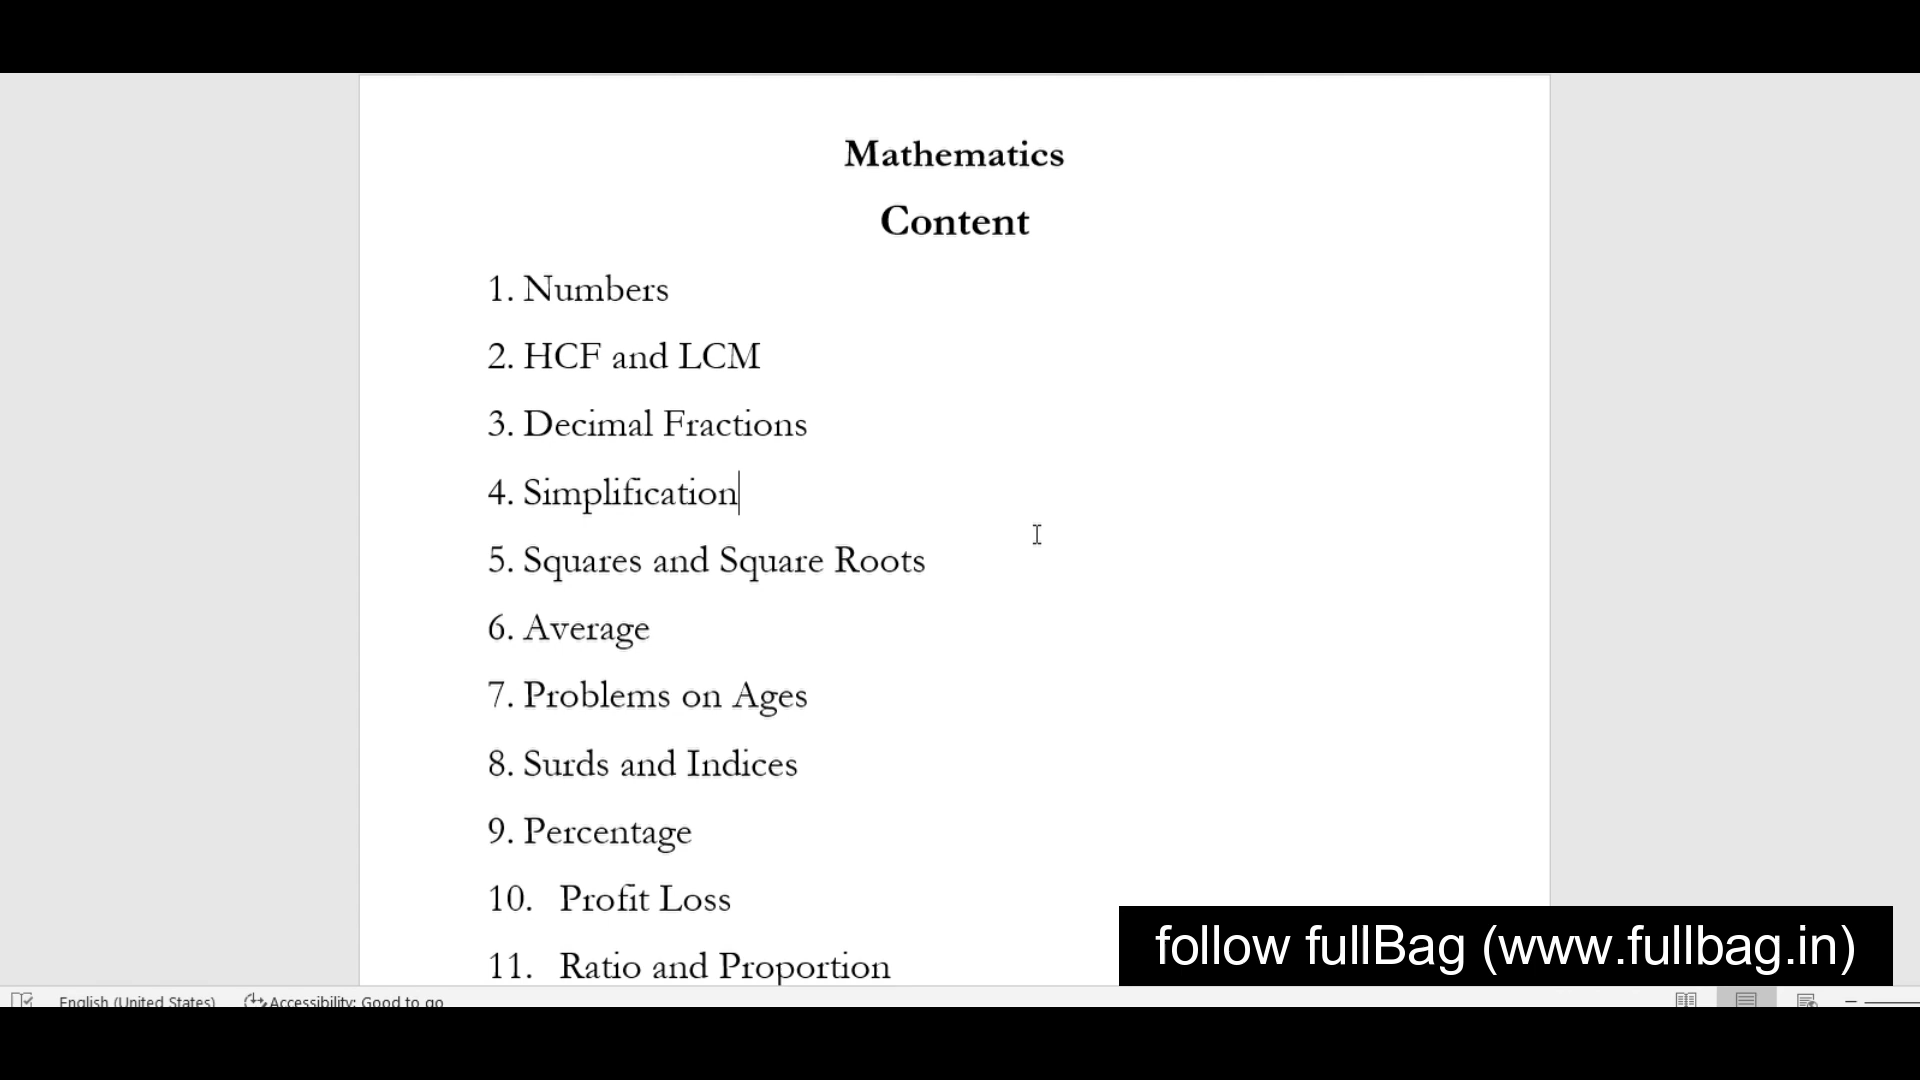 Mathematics
Content
1. Numbers
2. HCF and LCM
3. Decimal Fractions
4. Simplification
5. Squares and Square Roots
6. Average
7. Problems on Ages
8. Surds and Indices
9. Percentage
10. Profit Loss
11. Ratio and Proportion
follow fullBag (www.fullbag.in)
English (United States) Accessibility: Good to go